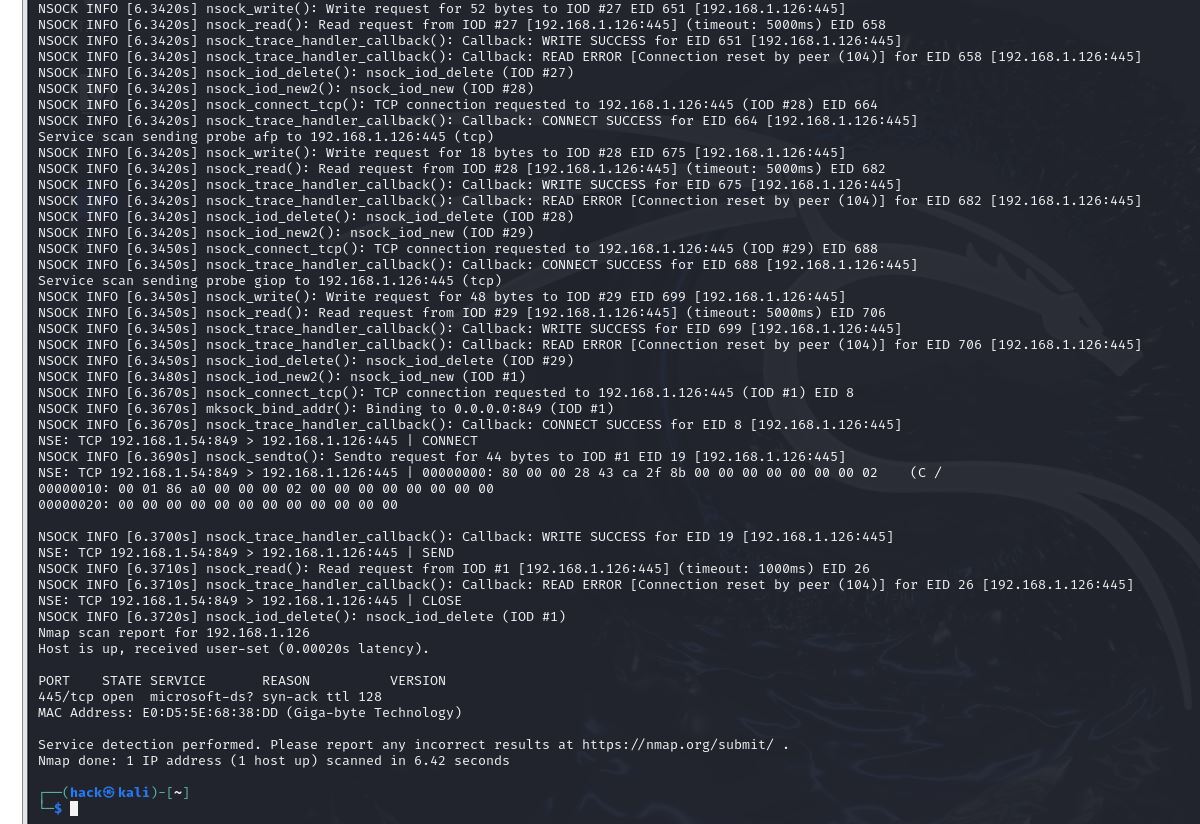 NSOCK INFO [6.3420s] nsock_write(): Write request for 52 bytes to IOD #27 EID 651 [192.168.1.126:445]
NSOCK INFO [6.3420s] nsock_read(): Read request from IOD #27 [192.168.1.126:445] (timeout: 5000ms) EID 658
NSOCK INFO [6.3420s] nsock_trace_handler_callback(): Callback: WRITE SUCCESS for EID 651 [192.168.1.126:445]
NSOCK INFO [6.3420s] nsock_trace_handler_callback(): Callback: READ ERROR [Connection reset by peer (104)] for EID 658 [192.168.1.126:445]
NSOCK INFO [6.3420s] nsock_iod_delete(): nsock_iod_delete (IOD #27)
NSOCK INFO [6.3420s] nsock_iod_new2(): nsock_iod_new (IOD #28)
NSOCK INFO [6.3420s] nsock_connect_tcp(): TCP connection requested to 192.168.1.126:445 (IOD #28) EID 664
NSOCK INFO [6.3420s] nsock_trace_handler_callback(): Callback: CONNECT SUCCESS for EID 664 [192.168.1.126:445]
Service scan sending probe afp to 192.168.1.126:445 (tcp)
NSOCK INFO [6.3420s] nsock_write(): Write request for 18 bytes to IOD #28 EID 675 [192.168.1.126:445]
NSOCK INFO [6.3420s] nsock_read(): Read request from IOD #28 [192.168.1.126:445] (timeout: 5000ms) EID 682
NSOCK INFO [6.3420s] nsock_trace_handler_callback(): Callback: WRITE SUCCESS for EID 675 [192.168.1.126:445]
NSOCK INFO [6.3420s] nsock_trace_handler_callback(): Callback: READ ERROR [Connection reset by peer (104)] for EID 682 [192.168.1.126:445]
NSOCK INFO [6.3420s] nsock_iod_delete(): nsock_iod_delete (IOD #28)
NSOCK INFO [6.3420s] nsock_iod_new2(): nsock_iod_new (IOD #29)
NSOCK INFO [6.3450s] nsock_connect_tcp(): TCP connection requested to 192.168.1.126:445 (IOD #29) EID 688
NSOCK INFO [6.3450s] nsock_trace_handler_callback(): Callback: CONNECT SUCCESS for EID 688 [192.168.1.126:445]
Service scan sending probe giop to 192.168.1.126:445 (tcp)
NSOCK INFO [6.3450s] nsock_write(): Write request for 48 bytes to IOD #29 EID 699 [192.168.1.126:445]
NSOCK INFO [6.3450s] nsock_read(): Read request from IOD #29 [192.168.1.126:445] (timeout: 5000ms) EID 706
NSOCK INFO [6.3450s] nsock_trace_handler_callback(): Callback: WRITE SUCCESS for EID 699 [192.168.1.126:445]
NSOCK INFO [6.3450s] nsock_trace_handler_callback(): Callback: READ ERROR [Connection reset by peer (104)] for EID 706 [192.168.1.126:445]
NSOCK INFO [6.3450s] nsock_iod_delete(): nsock_iod_delete (IOD #29)
NSOCK INFO [6.3480s] nsock_iod_new2(): nsock_iod_new (IOD #1)
NSOCK INFO [6.3670s] nsock_connect_tcp(): TCP connection requested to 192.168.1.126:445 (IOD #1) EID 8
NSOCK INFO [6.3670s] mksock_bind_addr(): Binding to 0.0.0.0:849 (IOD #1)
NSOCK INFO [6.3670s] nsock_trace_handler_callback(): Callback: CONNECT SUCCESS for EID 8 [192.168.1.126:445]
NSE: TCP 192.168.1.54:849 > 192.168.1.126:445 | CONNECT
NSOCK INFO [6.3690s] nsock_sendto(): Sendto request for 44 bytes to IOD #1 EID 19 [192.168.1.126:445]
NSE: TCP 192.168.1.54:849 > 192.168.1.126:445 | 00000000: 80 00 00 28 43 ca 2f 8b 00 00 00 00 00 00 00 02    (C /
00000010: 00 01 86 a0 00 00 00 02 00 00 00 00 00 00 00 00
00000020: 00 00 00 00 00 00 00 00 00 00 00 00
NSOCK INFO [6.3700s] nsock_trace_handler_callback(): Callback: WRITE SUCCESS for EID 19 [192.168.1.126:445]
NSE: TCP 192.168.1.54:849 > 192.168.1.126:445 | SEND
NSOCK INFO [6.3710s] nsock_read(): Read request from IOD #1 [192.168.1.126:445] (timeout: 1000ms) EID 26
NSOCK INFO [6.3710s] nsock_trace_handler_callback(): Callback: READ ERROR [Connection reset by peer (104)] for EID 26 [192.168.1.126:445]
NSE: TCP 192.168.1.54:849 > 192.168.1.126:445 | CLOSE
NSOCK INFO [6.3720s] nsock_iod_delete(): nsock_iod_delete (IOD #1)
Nmap scan report for 192.168.1.126
Host is up, received user-set (0.00020s latency).
PORT    STATE SERVICE       REASON          VERSION
445/tcp open  microsoft-ds? syn-ack ttl 128
MAC Address: E0:D5:5E:68:38:DD (Giga-byte Technology)
Service detection performed. Please report any incorrect results at https://nmap.org/submit/ .
Nmap done: 1 IP address (1 host up) scanned in 6.42 seconds
┌──(hack㉿kali)-[~]
└─$